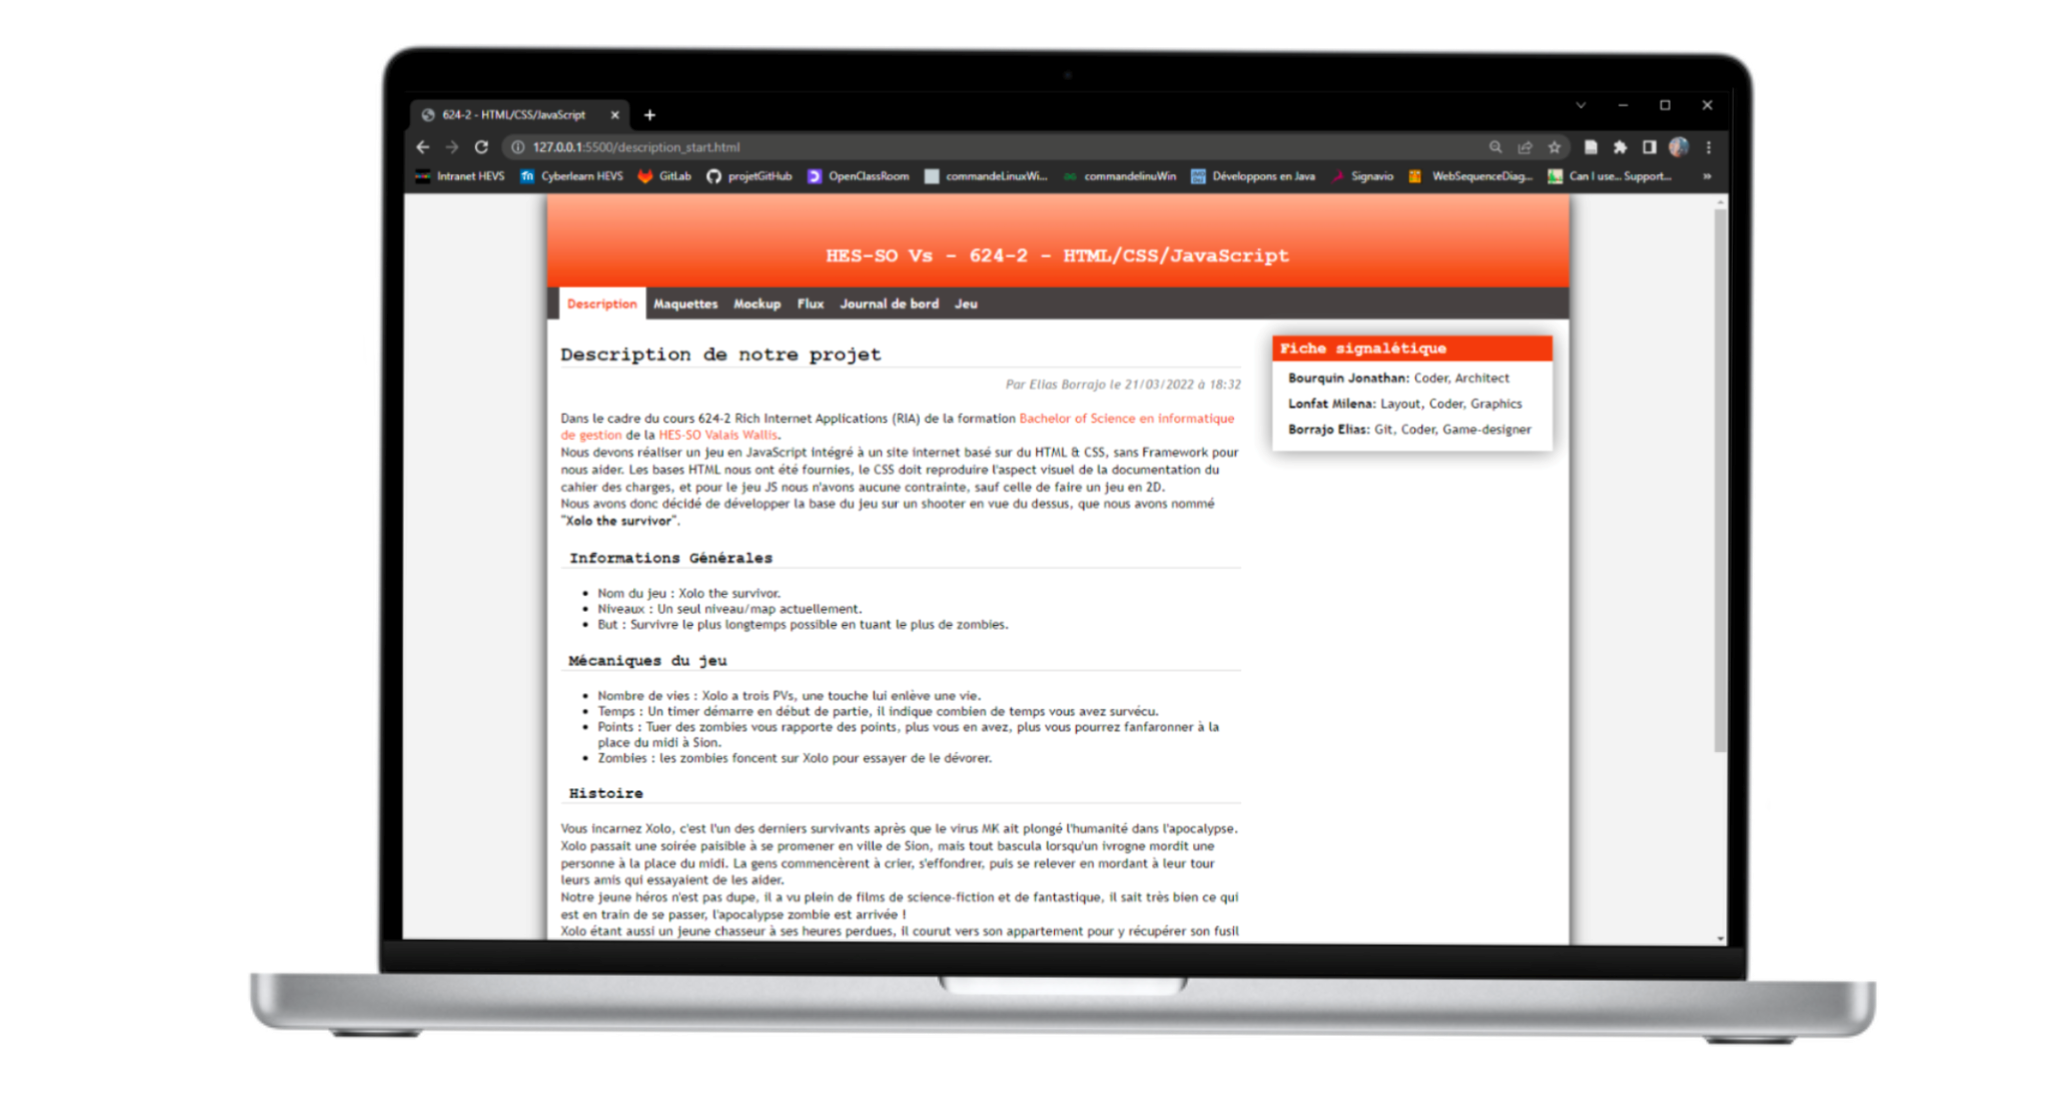 624-2 - HTML/CSS/JavaScript
127.0.0.1:5500/description_start.html
Intranet HEVS Cyberlearn HEVS GitLab projetGitHub OpenClassRoom commandeLinuxWi... commandelinuWin Développons en Java Signavio WebSequenceDiag... Can I use... Support... »
HES-SO Vs - 624-2 - HTML/CSS/JavaScript
Description Maquettes Mockup Flux Journal de bord Jeu
Description de notre projet
Par Elias Borrajo le 21/03/2022 à 18:32
Dans le cadre du cours 624-2 Rich Internet Applications (RIA) de la formation Bachelor of Science en informatique
de gestion de la HES-SO Valais Wallis.
Nous devons réaliser un jeu en JavaScript intégré à un site internet basé sur du HTML & CSS, sans Framework pour
nous aider. Les bases HTML nous ont été fournies, le CSS doit reproduire l'aspect visuel de la documentation du
cahier des charges, et pour le jeu JS nous n'avons aucune contrainte, sauf celle de faire un jeu en 2D.
Nous avons donc décidé de développer la base du jeu sur un shooter en vue du dessus, que nous avons nommé
"Xolo the survivor".
Informations Générales
• Nom du jeu : Xolo the survivor.
• Niveaux : Un seul niveau/map actuellement.
• But : Survivre le plus longtemps possible en tuant le plus de zombies.
Mécaniques du jeu
• Nombre de vies : Xolo a trois PVs, une touche lui enlève une vie.
• Temps : Un timer démarre en début de partie, il indique combien de temps vous avez survécu.
• Points : Tuer des zombies vous rapporte des points, plus vous en avez, plus vous pourrez fanfaronner à la
place du midi à Sion.
• Zombies : les zombies foncent sur Xolo pour essayer de le dévorer.
Histoire
Vous incarnez Xolo, c'est l'un des derniers survivants après que le virus MK ait plongé l'humanité dans l'apocalypse.
Xolo passait une soirée paisible à se promener en ville de Sion, mais tout bascula lorsqu'un ivrogne mordit une
personne à la place du midi. La gens commencèrent à crier, s'effondrer, puis se relever en mordant à leur tour
leurs amis qui essayaient de les aider.
Notre jeune héros n'est pas dupe, il a vu plein de films de science-fiction et de fantastique, il sait très bien ce qui
est en train de se passer, l'apocalypse zombie est arrivée !
Xolo étant aussi un jeune chasseur à ses heures perdues, il courut vers son appartement pour y récupérer son fusil
Fiche signalétique
Bourquin Jonathan: Coder, Architect
Lonfat Milena: Layout, Coder, Graphics
Borrajo Elias: Git, Coder, Game-designer